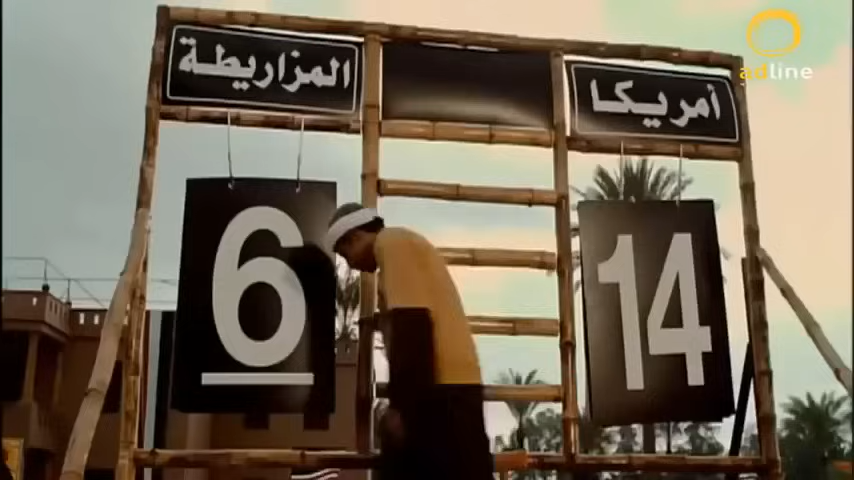 المزاريطة
أمريكا
6
14
adline